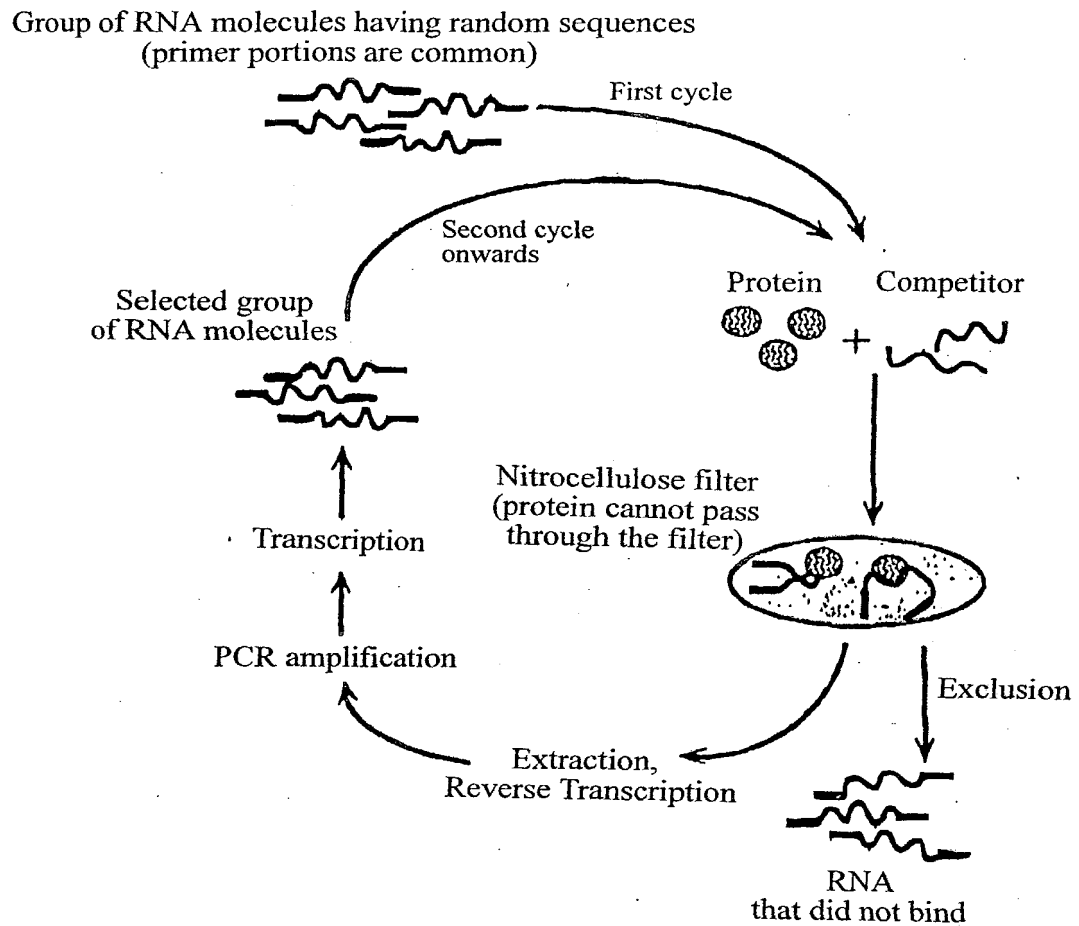 Group of RNA molecules having random sequences
(primer portions are common)
First cycle
Second cycle
onwards
Protein
Competitor
+
Selected group
of RNA molecules
Nitrocellulose filter
(protein cannot pass
through the filter)
Transcription
PCR amplification
Exclusion
Extraction,
Reverse Transcription
RNA
that did not bind